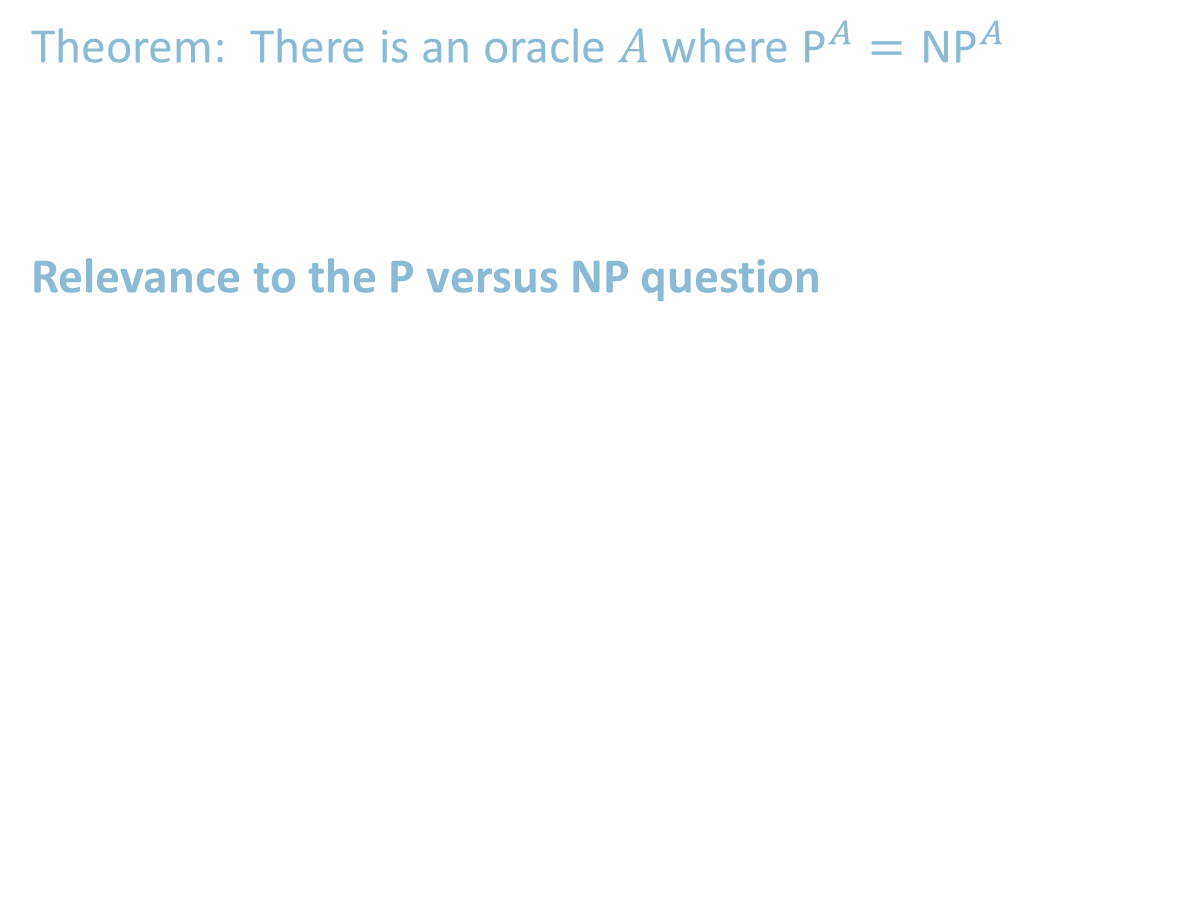 Theorem: There is an oracle 𝐴 where P^𝐴 = NP^𝐴
Relevance to the P versus NP question